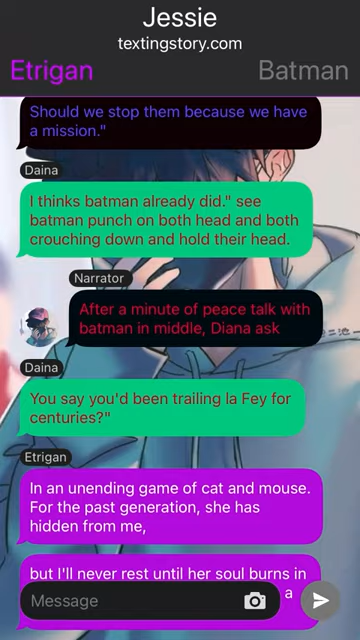 Jessie
textingstory.com
Etrigan
Batman
Should we stop them because we have
a mission."
Daina
I thinks batman already did." see
batman punch on both head and both
crouching down and hold their head.
Narrator
After a minute of peace talk with
batman in middle, Diana ask
Daina
You say you'd been trailing la Fey for
centuries?"
Etrigan
In an unending game of cat and mouse.
For the past generation, she has
hidden from me,
but I'll never rest until her soul burns in
a
Message